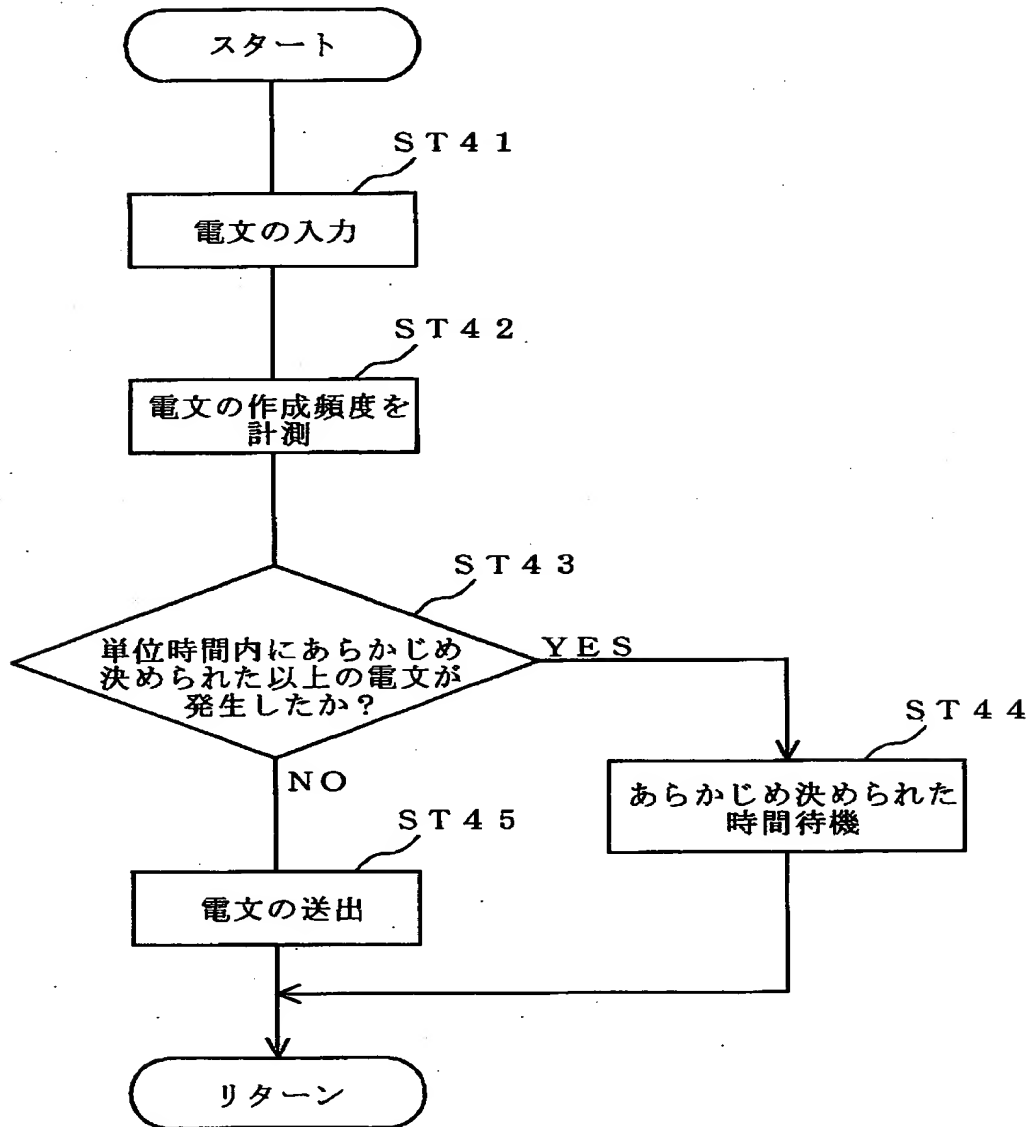 スタート
ST41
電文の入力
ST42
電文の作成頻度を
計測
ST43
単位時間内にあらかじめ
決められた以上の電文が
発生したか?
YES
NO
ST44
あらかじめ決められた
時間待機
ST45
電文の送出
リターン